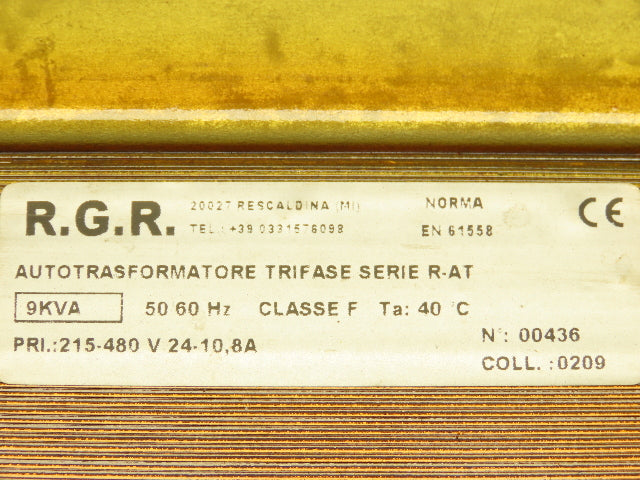 R.G.R.
20027 RESCALDINA (MI)
TEL.: +39 0331576098
NORMA
EN 61558
CE
AUTOTRASFORMATORE TRIFASE SERIE R-AT
9KVA 50 60 Hz CLASSE F Ta: 40 °C
PRI.:215-480 V 24-10,8A
N°: 00436
COLL. :0209